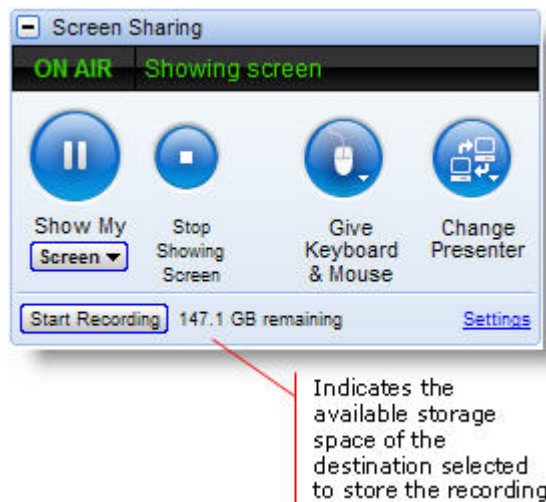 Screen Sharing
ON AIR Showing screen
Show My
Screen
Stop
Showing
Screen
Give
Keyboard
& Mouse
Change
Presenter
Start Recording 147.1 GB remaining Settings
Indicates the
available storage
space of the
destination selected
to store the recording